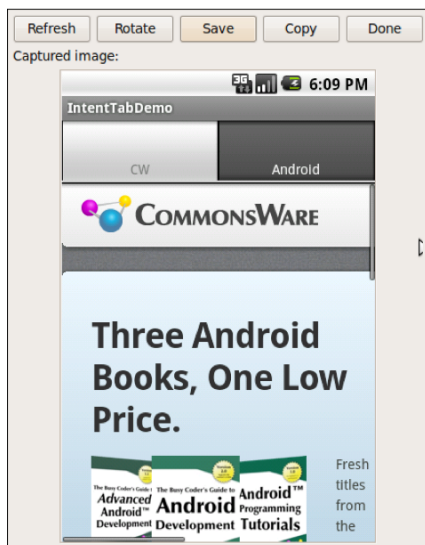 Refresh Rotate Save Copy Done
Captured image:
6:09 PM
IntentTabDemo
CW Android
COMMONSWARE
Three Android
Books, One Low
Price.
Fresh
titles
from
the
The Busy Coder's Guide to
Advanced
Android™
Development
The Busy Coder's Guide to
Android
Development
Android™
Programming
Tutorials